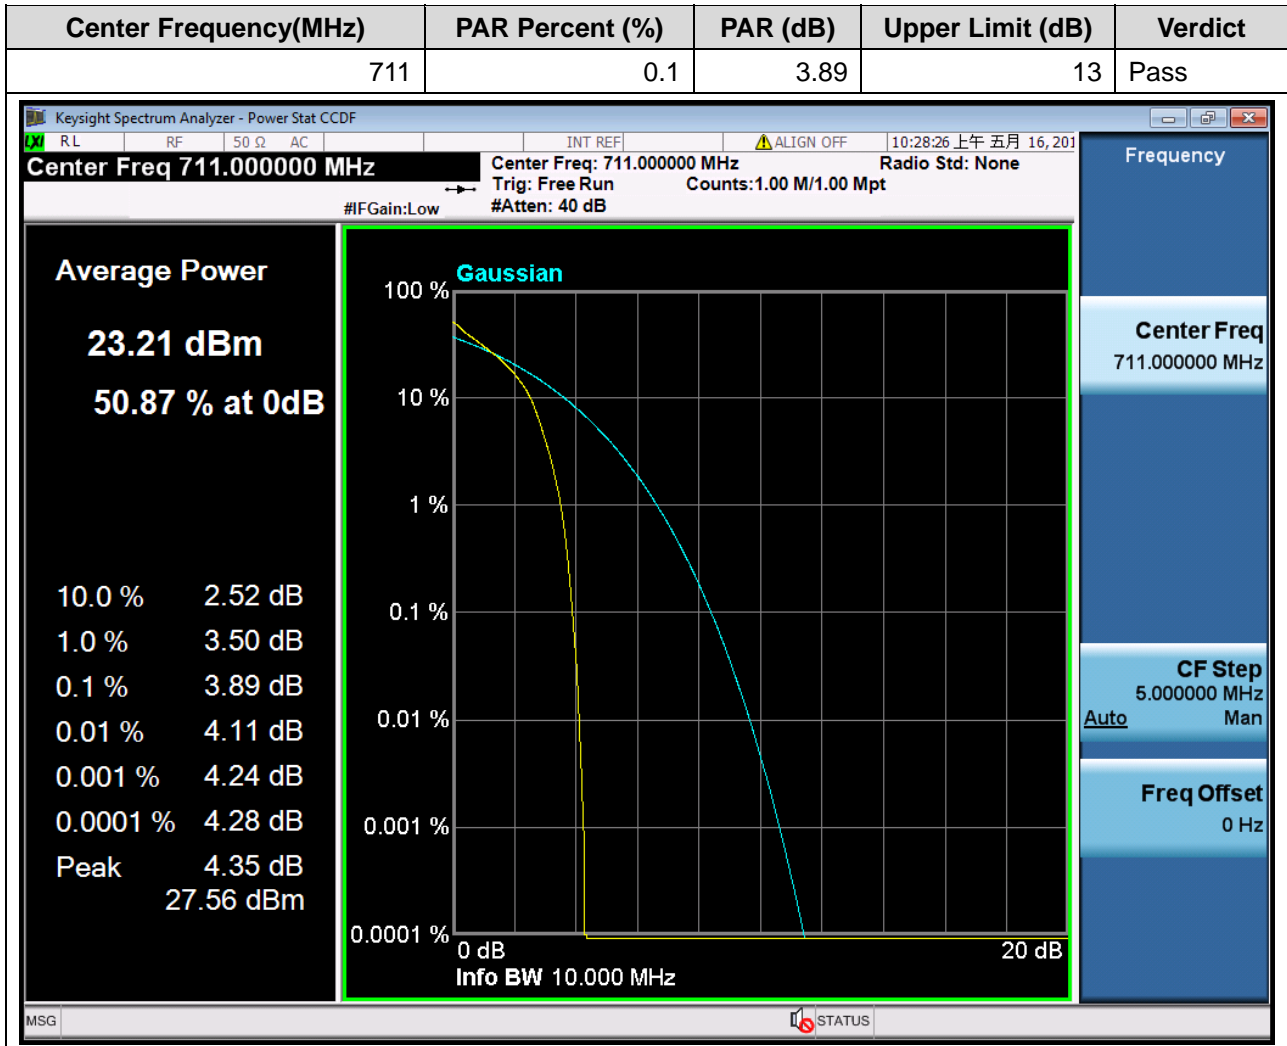 Center Frequency(MHz) PAR Percent (%) PAR (dB) Upper Limit (dB) Verdict
711 0.1 3.89 13 Pass
Keysight Spectrum Analyzer - Power Stat CCDF
LXI RL RF 50 Ω AC INT REF ALIGN OFF 10:28:26 上午 五月 16, 201
Center Freq 711.000000 MHz
Center Freq: 711.000000 MHz Radio Std: None
Trig: Free Run Counts:1.00 M/1.00 Mpt
#IFGain:Low #Atten: 40 dB
Frequency
Average Power
23.21 dBm
50.87 % at 0dB
10.0 % 2.52 dB
1.0 % 3.50 dB
0.1 % 3.89 dB
0.01 % 4.11 dB
0.001 % 4.24 dB
0.0001 % 4.28 dB
Peak 4.35 dB
27.56 dBm
Gaussian
100 %
10 %
1 %
0.1 %
0.01 %
0.001 %
0.0001 %
0 dB 20 dB
Info BW 10.000 MHz
Center Freq
711.000000 MHz
CF Step
5.000000 MHz
Auto Man
Freq Offset
0 Hz
MSG STATUS